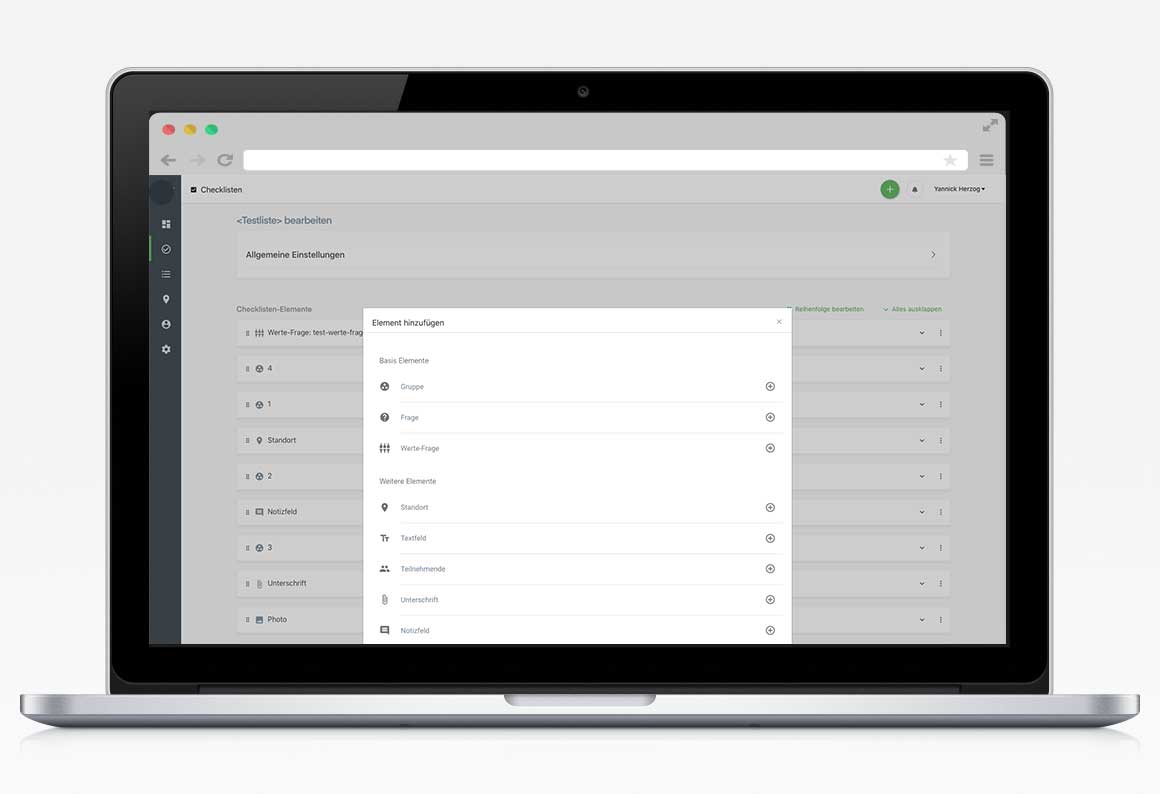 Checklisten
Yannick Herzog
<Testliste> bearbeiten
Allgemeine Einstellungen
Checklisten-Elemente
Reihenfolge bearbeiten
Alles ausklappen
Werte-Frage: test-werte-frag
4
1
Standort
2
Notizfeld
3
Unterschrift
Photo
Element hinzufügen
Basis Elemente
Gruppe
Frage
Werte-Frage
Weitere Elemente
Standort
Textfeld
Teilnehmende
Unterschrift
Notizfeld